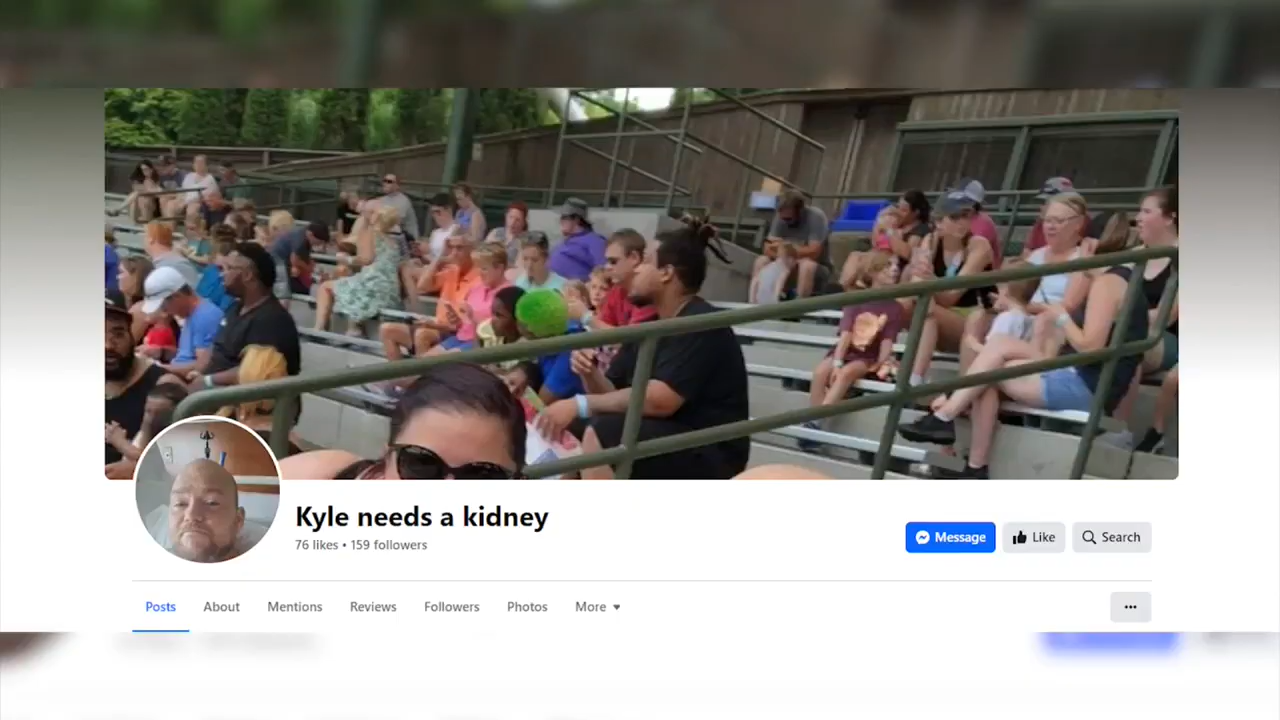 Kyle needs a kidney
76 likes • 159 followers
Message
Like
Search
Posts
About
Mentions
Reviews
Followers
Photos
More